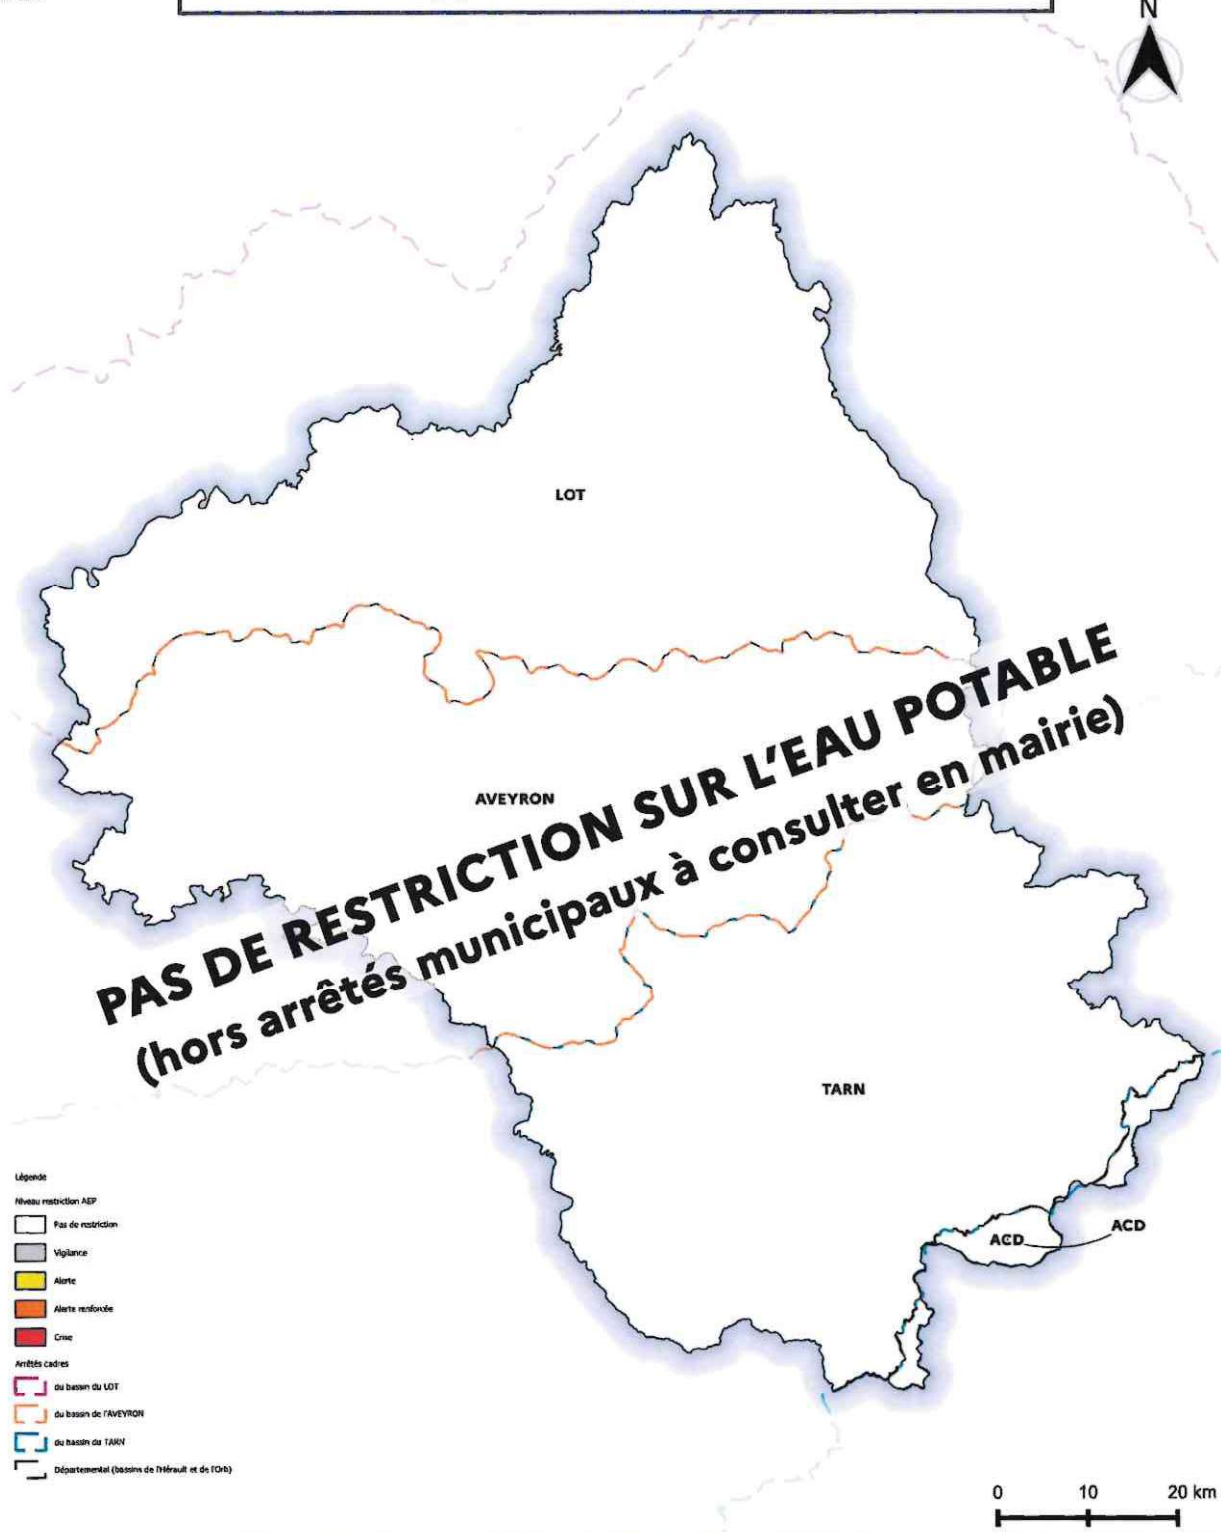 N
LOT
AVEYRON
PAS DE RESTRICTION SUR L'EAU POTABLE
(hors arrêtés municipaux à consulter en mairie)
TARN
ACD
ACD
Légende
Niveau restriction AEP
Pas de restriction
Vigilance
Alerte
Alerte renforcée
Crise
Arrêtés cadres
du bassin du LOT
du bassin de l'AVEYRON
du bassin du TARN
Départemental (bassins de l'Hérault et de l'Orb)
0 10 20 km